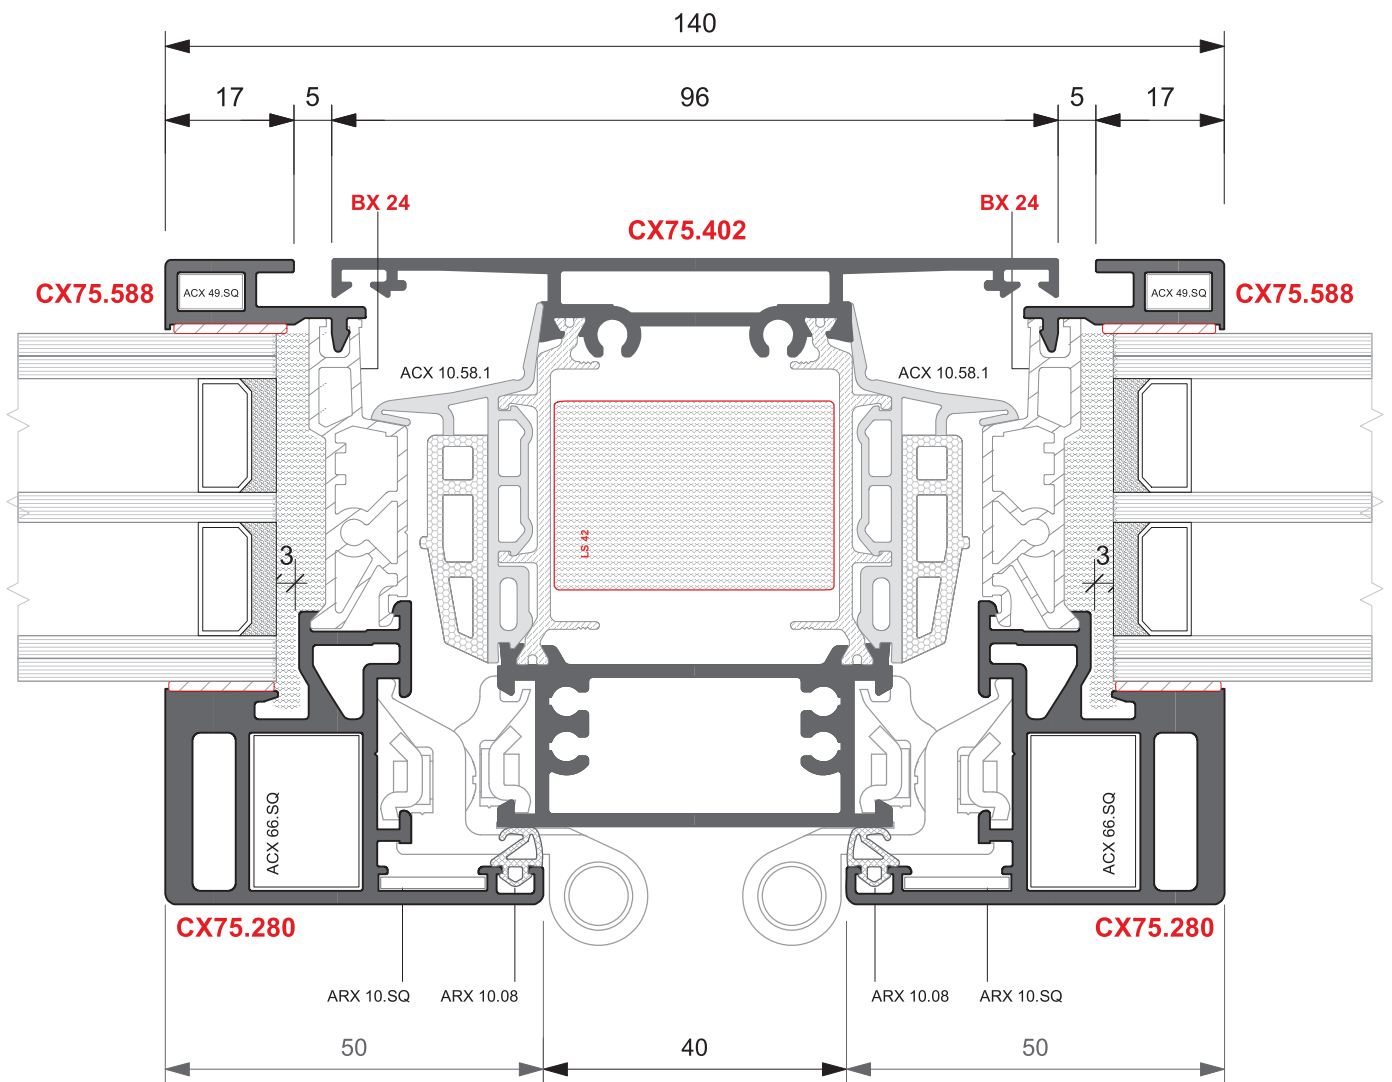 140
17 5 96 5 17
BX 24 BX 24
CX75.402
CX75.588 ACX 49.SQ ACX 49.SQ CX75.588
ACX 10.58.1 ACX 10.58.1
LS 42
3 3
ACX 66.SQ ACX 66.SQ
CX75.280 CX75.280
ARX 10.SQ ARX 10.08 ARX 10.08 ARX 10.SQ
50 40 50